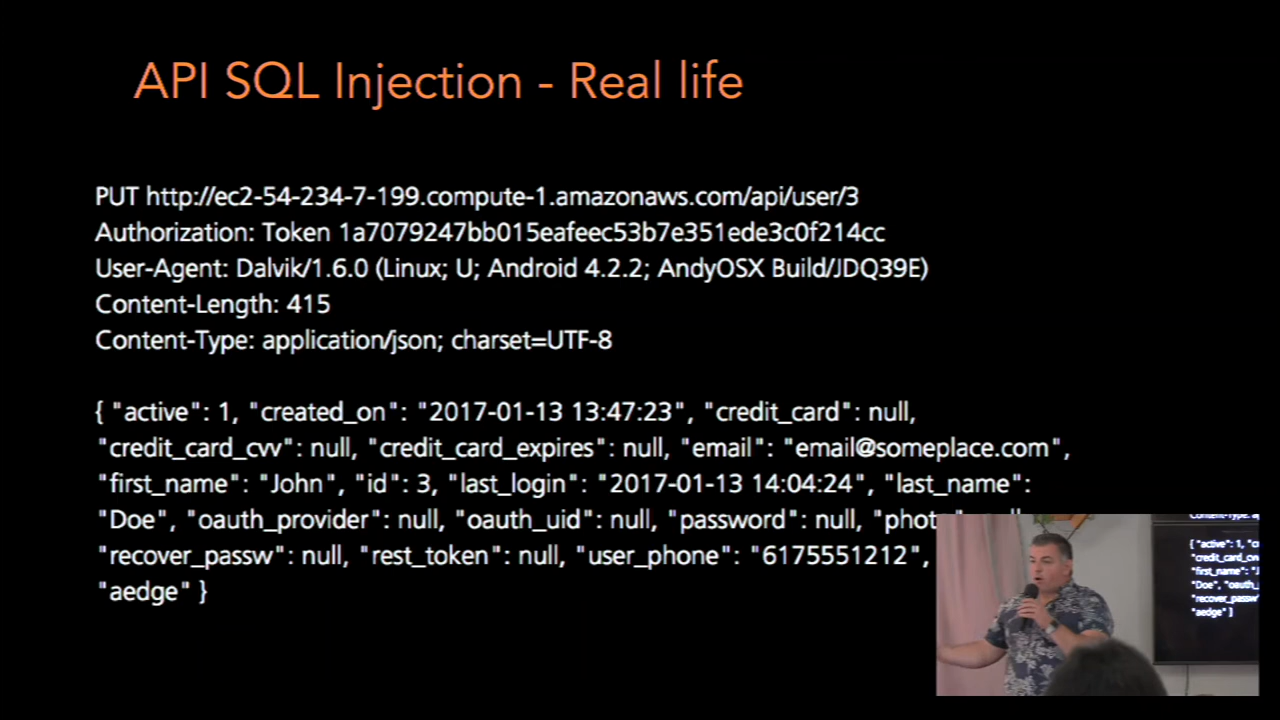 API SQL Injection - Real life
PUT http://ec2-54-234-7-199.compute-1.amazonaws.com/api/user/3
Authorization: Token 1a7079247bb015eafeec53b7e351ede3c0f214cc
User-Agent: Dalvik/1.6.0 (Linux; U; Android 4.2.2; AndyOSX Build/JDQ39E)
Content-Length: 415
Content-Type: application/json; charset=UTF-8
{ "active": 1, "created_on": "2017-01-13 13:47:23", "credit_card": null,
"credit_card_cvv": null, "credit_card_expires": null, "email": "email@someplace.com",
"first_name": "John", "id": 3, "last_login": "2017-01-13 14:04:24", "last_name":
"Doe", "oauth_provider": null, "oauth_uid": null, "password": null,
"recover_passw": null, "rest_token": null, "user_phone": "6175551212",
"aedge" }
{ "active": 1,
"Doe",
"aedge" }